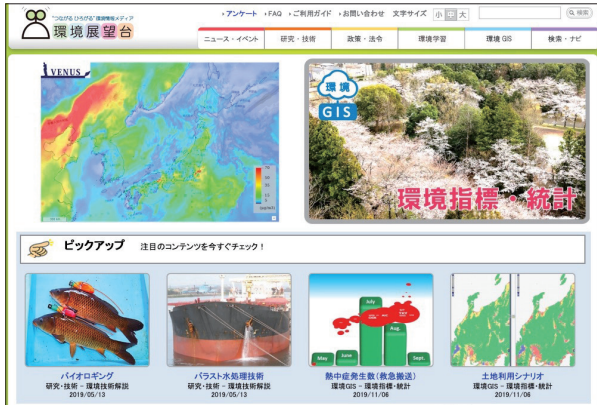 "つながる ひろがる"環境情報メディア
環境展望台
アンケート
FAQ
ご利用ガイド
お問い合わせ
文字サイズ 小 中 大
検索
ニュース・イベント
研究・技術
政策・法令
環境学習
環境 GIS
検索・ナビ
VENUS
環境
GIS
環境指標・統計
ピックアップ 注目のコンテンツを今すぐチェック！
バイオロギング
研究・技術 - 環境技術解説
2019/05/13
バラスト水処理技術
研究・技術 - 環境技術解説
2019/05/13
May
June
July
Aug.
Sept.
熱中症発生数(救急搬送)
環境GIS - 環境指標・統計
2019/11/06
土地利用シナリオ
環境GIS - 環境指標・統計
2019/11/06